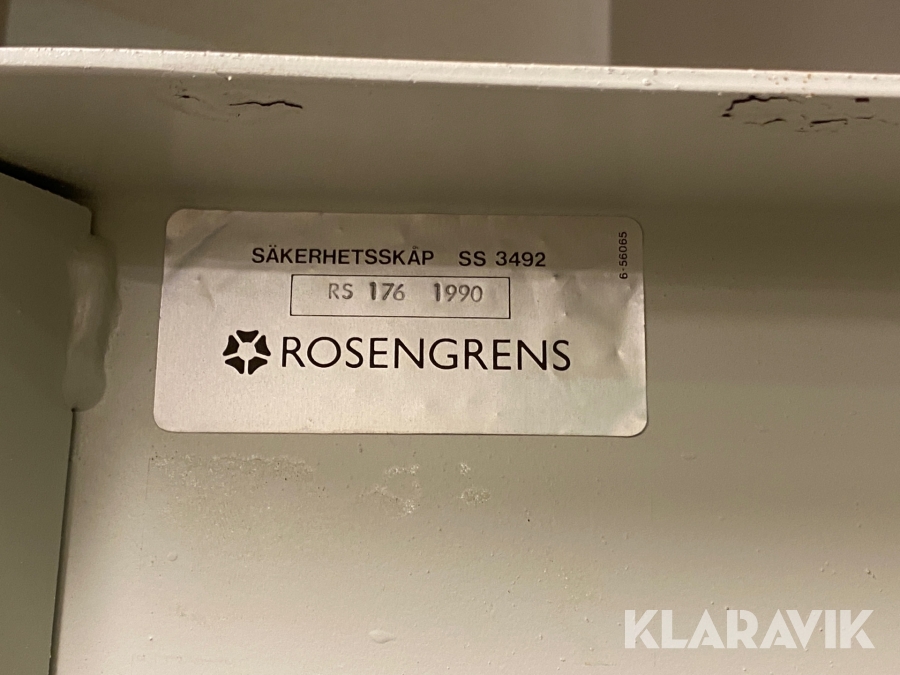 SÄKERHETSSKÅP SS 3492
RS 176 1990
ROSENGRENS
6-56065
KLARAVIK